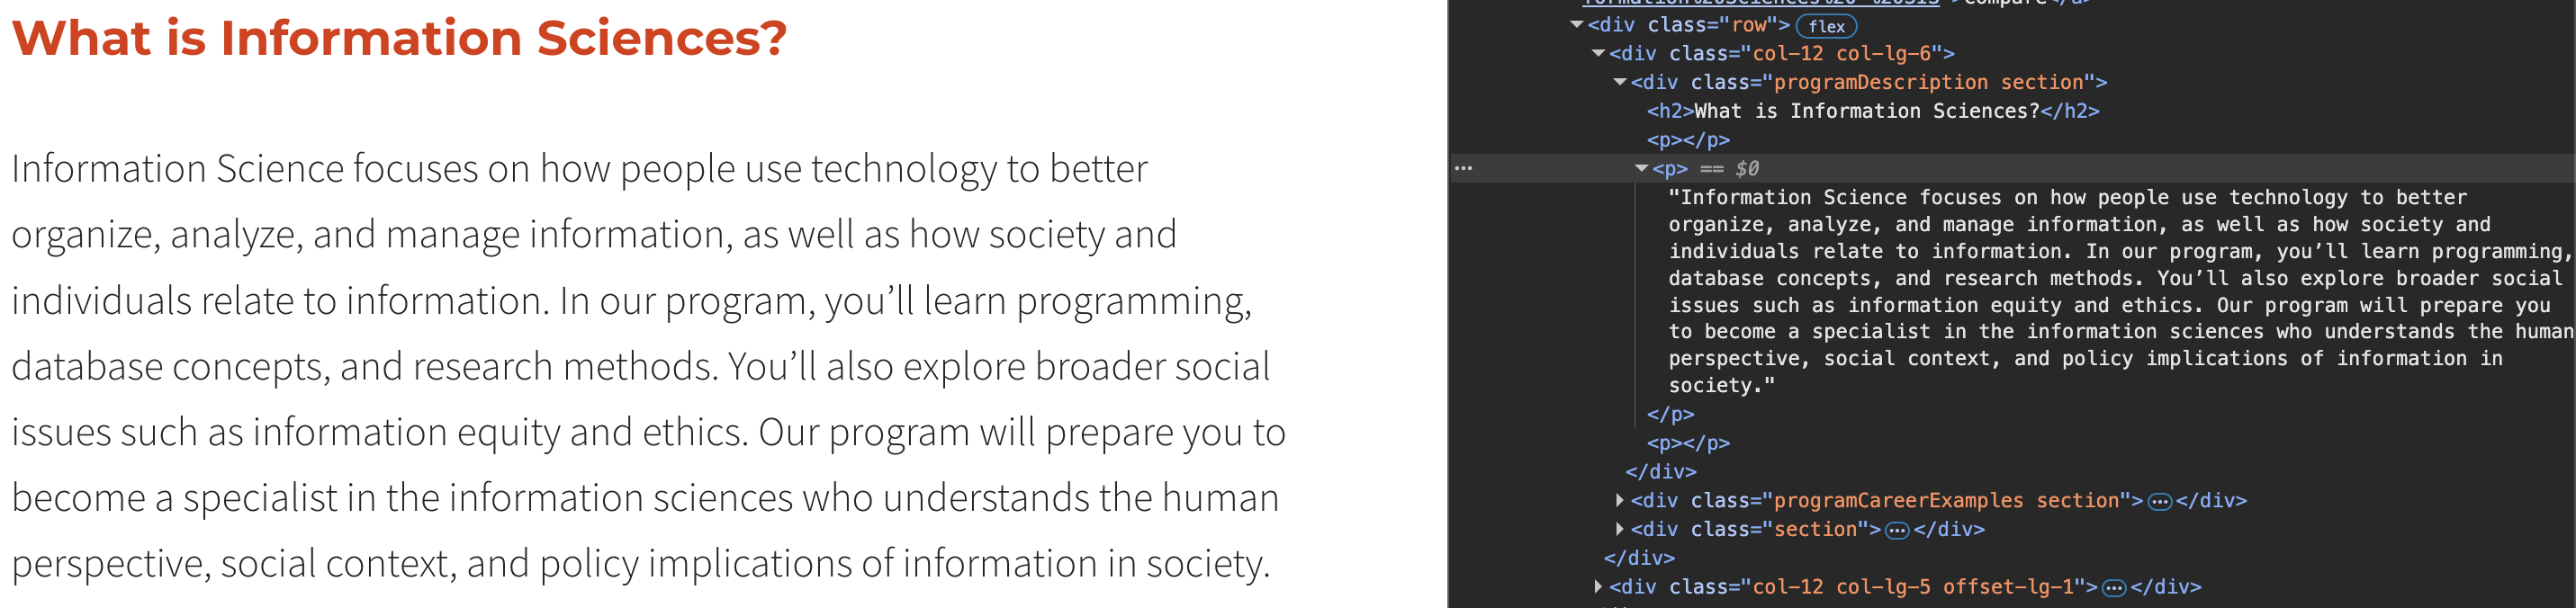 What is Information Sciences?
Information Science focuses on how people use technology to better
organize, analyze, and manage information, as well as how society and
individuals relate to information. In our program, you’ll learn programming,
database concepts, and research methods. You’ll also explore broader social
issues such as information equity and ethics. Our program will prepare you to
become a specialist in the information sciences who understands the human
perspective, social context, and policy implications of information in society.
<div class="row"> flex
<div class="col-12 col-lg-6">
<div class="programDescription section">
<h2>What is Information Sciences?</h2>
<p></p>
<p> == $0
"Information Science focuses on how people use technology to better
organize, analyze, and manage information, as well as how society and
individuals relate to information. In our program, you’ll learn programming,
database concepts, and research methods. You’ll also explore broader social
issues such as information equity and ethics. Our program will prepare you
to become a specialist in the information sciences who understands the human
perspective, social context, and policy implications of information in
society."
</p>
<p></p>
</div>
<div class="programCareerExamples section">…</div>
<div class="section">…</div>
</div>
<div class="col-12 col-lg-5 offset-lg-1">…</div>